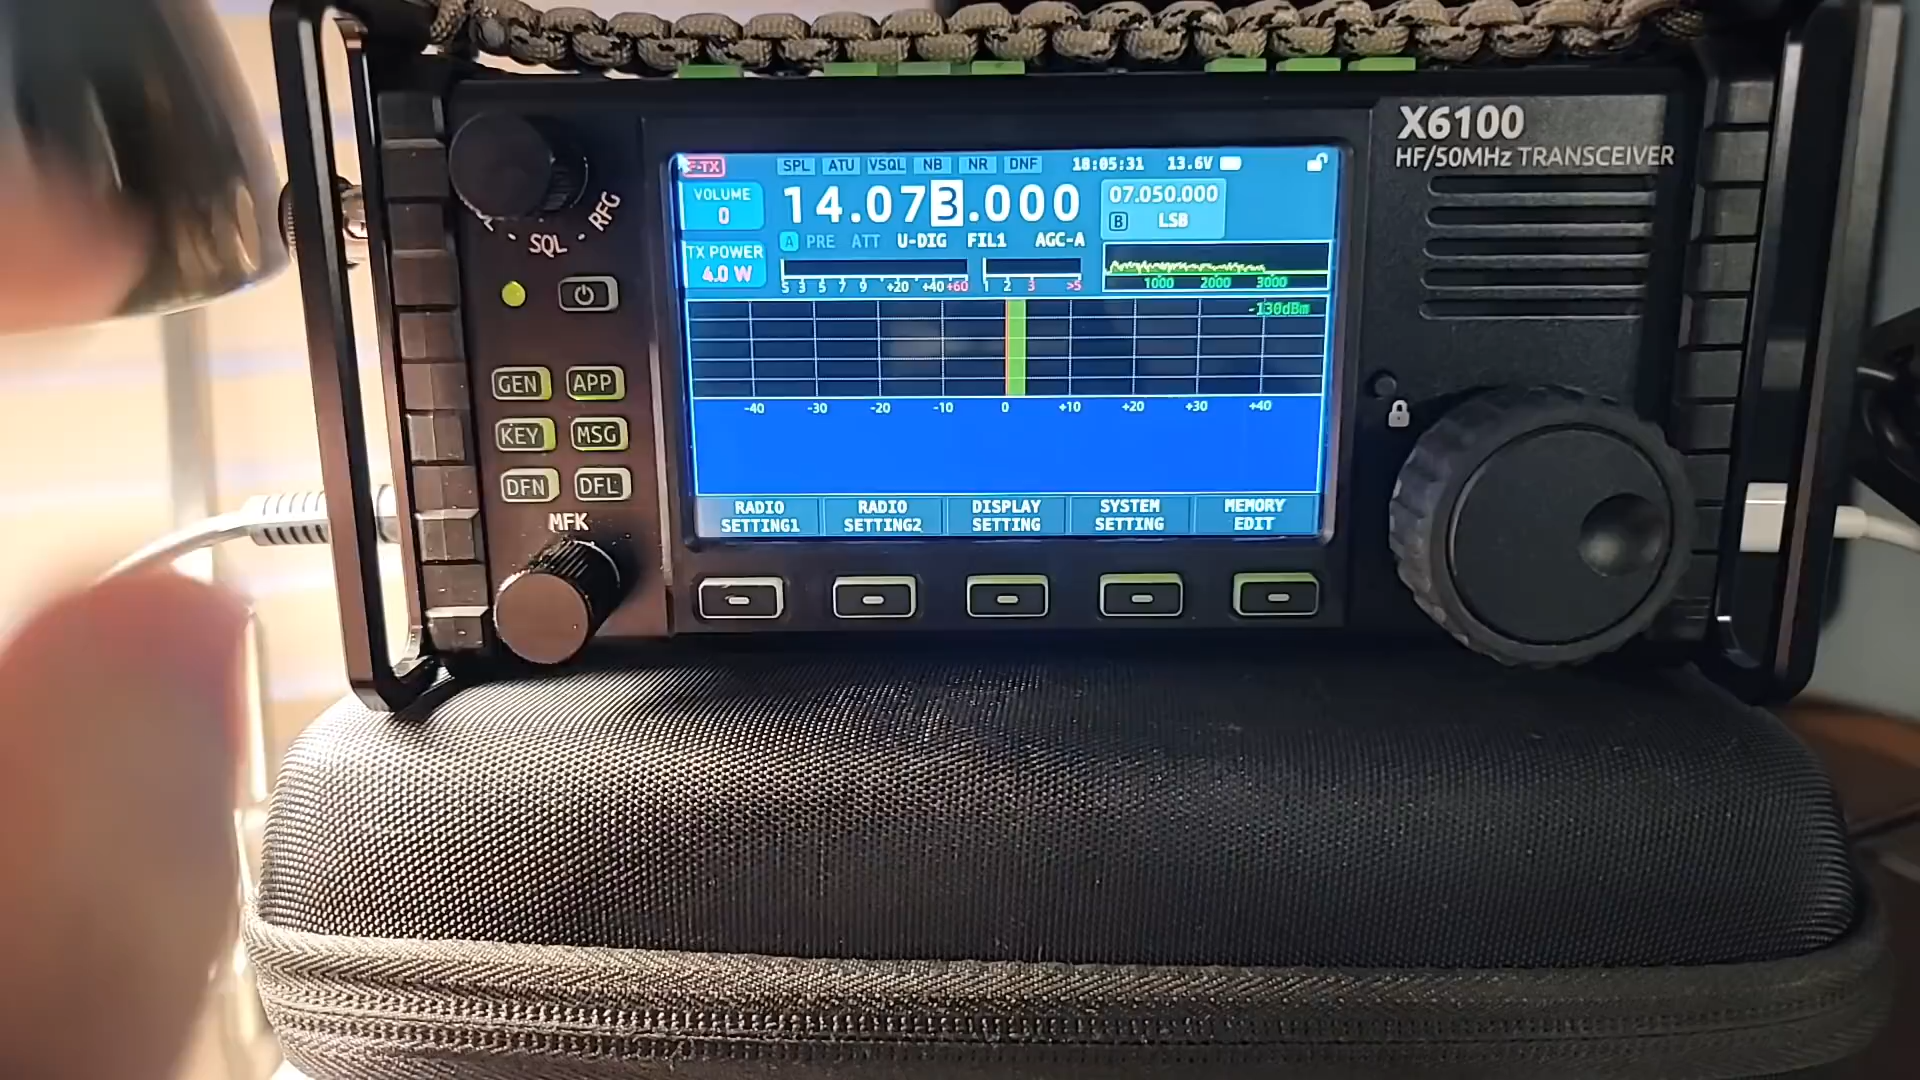 X6100
HF/50MHz TRANSCEIVER
-TX SPL ATU VSQL NB NR DNF 18:05:31 13.6V
VOLUME
0
14.073.000
07.050.000
B LSB
A PRE ATT U-DIG FIL1 AGC-A
TX POWER
4.0 W
S 3 5 7 9 +20 +40 +60
1 2 3 >5
1000 2000 3000
-130dBm
-40 -30 -20 -10 0 +10 +20 +30 +40
RADIO SETTING1
RADIO SETTING2
DISPLAY SETTING
SYSTEM SETTING
MEMORY EDIT
SQL
RFG
GEN APP
KEY MSG
DFN DFL
MFK